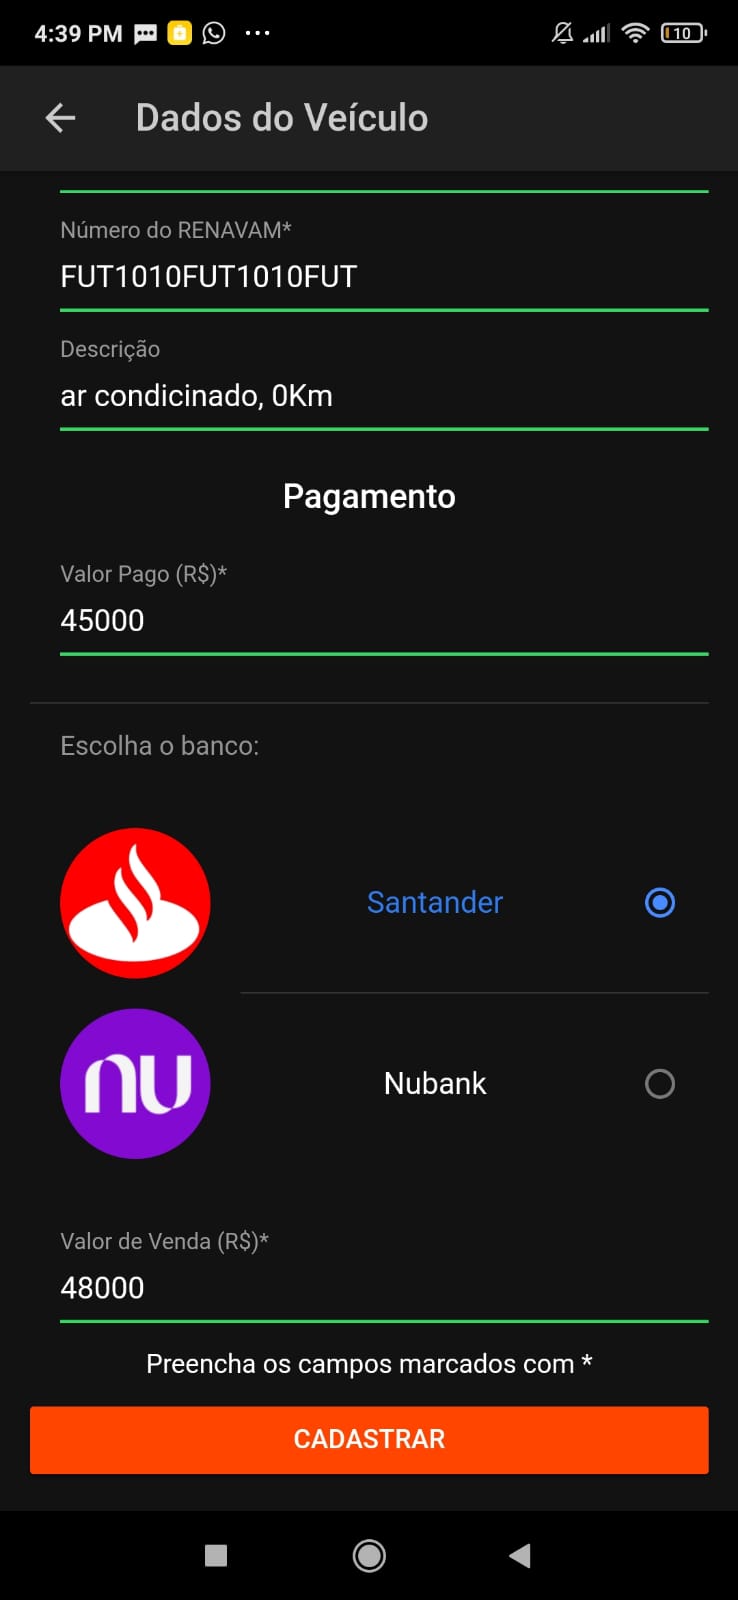 4:39 PM
10
Dados do Veículo
Número do RENAVAM*
FUT1010FUT1010FUT
Descrição
ar condicinado, 0Km
Pagamento
Valor Pago (R$)*
45000
Escolha o banco:
Santander
nu
Nubank
Valor de Venda (R$)*
48000
Preencha os campos marcados com *
CADASTRAR